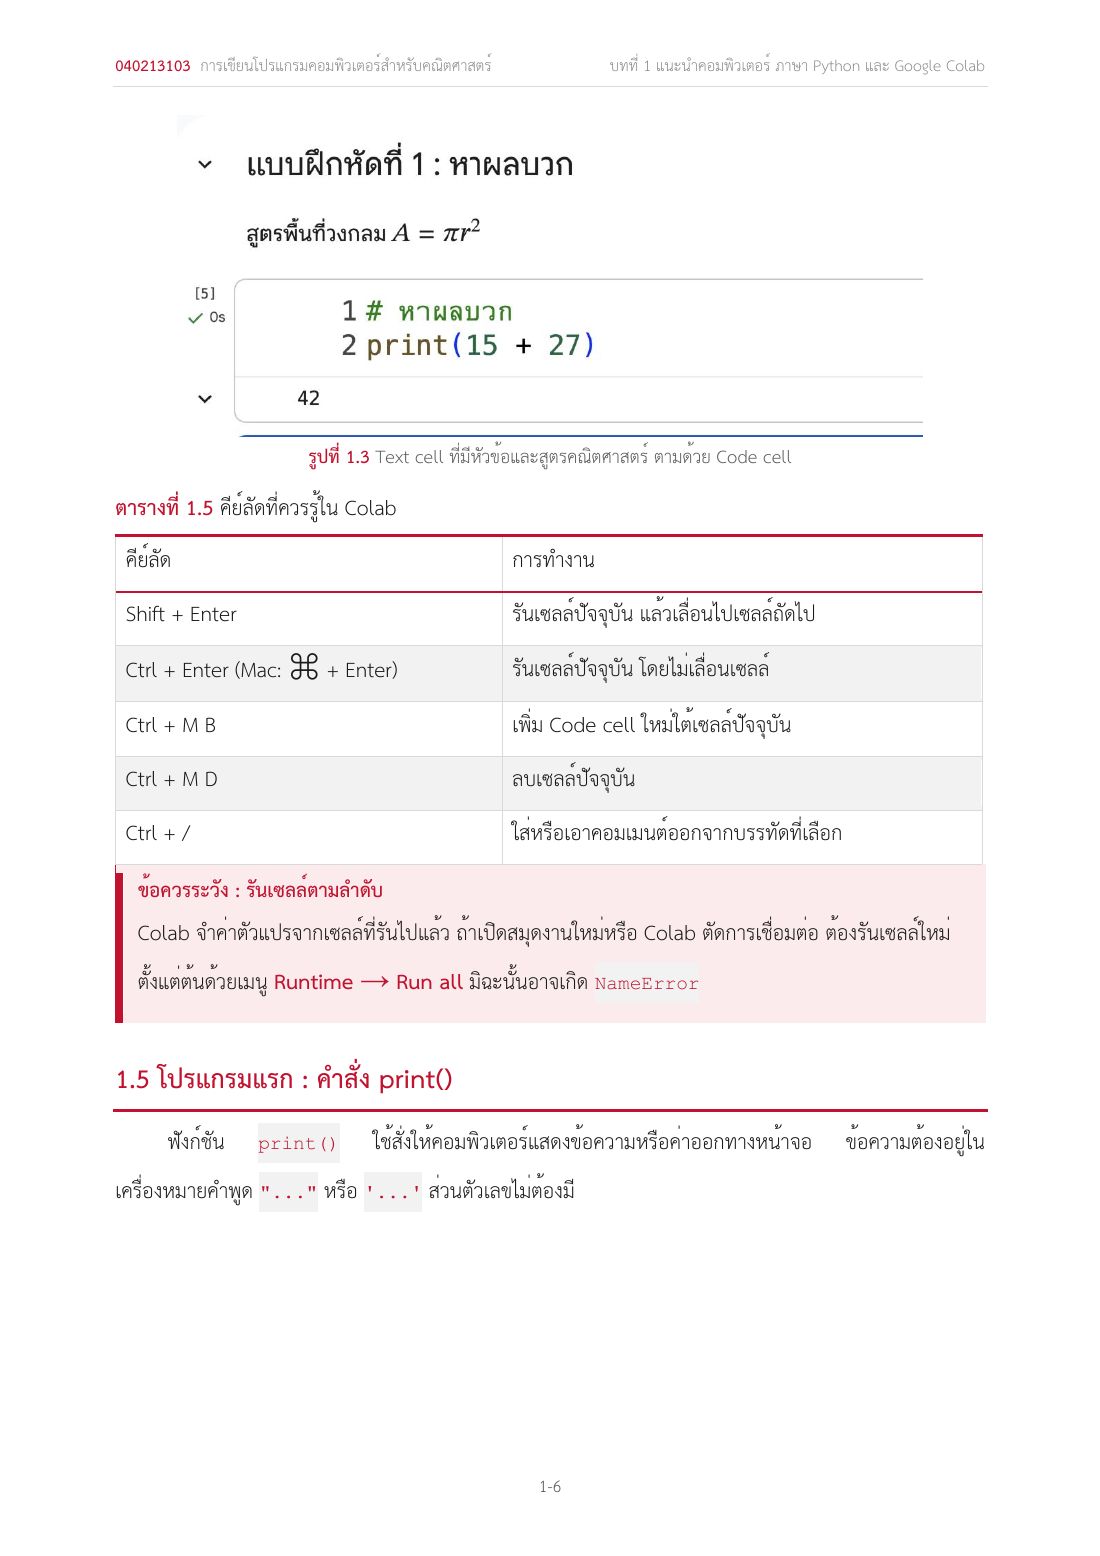 040213103 การเขียนโปรแกรมคอมพิวเตอร์สำหรับคณิตศาสตร์ บทที่ 1 แนะนำคอมพิวเตอร์ ภาษา Python และ Google Colab
แบบฝึกหัดที่ 1 : หาผลบวก
สูตรพื้นที่วงกลม A = πr²
[5]
0s
1 # หาผลบวก
2 print(15 + 27)
42
รูปที่ 1.3 Text cell ที่มีหัวข้อและสูตรคณิตศาสตร์ ตามด้วย Code cell
ตารางที่ 1.5 คีย์ลัดที่ควรรู้ใน Colab
คีย์ลัด การทำงาน
Shift + Enter รันเซลล์ปัจจุบัน แล้วเลื่อนไปเซลล์ถัดไป
Ctrl + Enter (Mac: ⌘ + Enter) รันเซลล์ปัจจุบัน โดยไม่เลื่อนเซลล์
Ctrl + M B เพิ่ม Code cell ใหม่ใต้เซลล์ปัจจุบัน
Ctrl + M D ลบเซลล์ปัจจุบัน
Ctrl + / ใส่หรือเอาคอมเมนต์ออกจากบรรทัดที่เลือก
ข้อควรระวัง : รันเซลล์ตามลำดับ
Colab จำค่าตัวแปรจากเซลล์ที่รันไปแล้ว ถ้าเปิดสมุดงานใหม่หรือ Colab ตัดการเชื่อมต่อ ต้องรันเซลล์ใหม่
ตั้งแต่ต้นด้วยเมนู Runtime → Run all มิฉะนั้นอาจเกิด NameError
1.5 โปรแกรมแรก : คำสั่ง print()
ฟังก์ชัน print() ใช้สั่งให้คอมพิวเตอร์แสดงข้อความหรือค่าออกทางหน้าจอ ข้อความต้องอยู่ใน
เครื่องหมายคำพูด "..." หรือ '...' ส่วนตัวเลขไม่ต้องมี
1-6